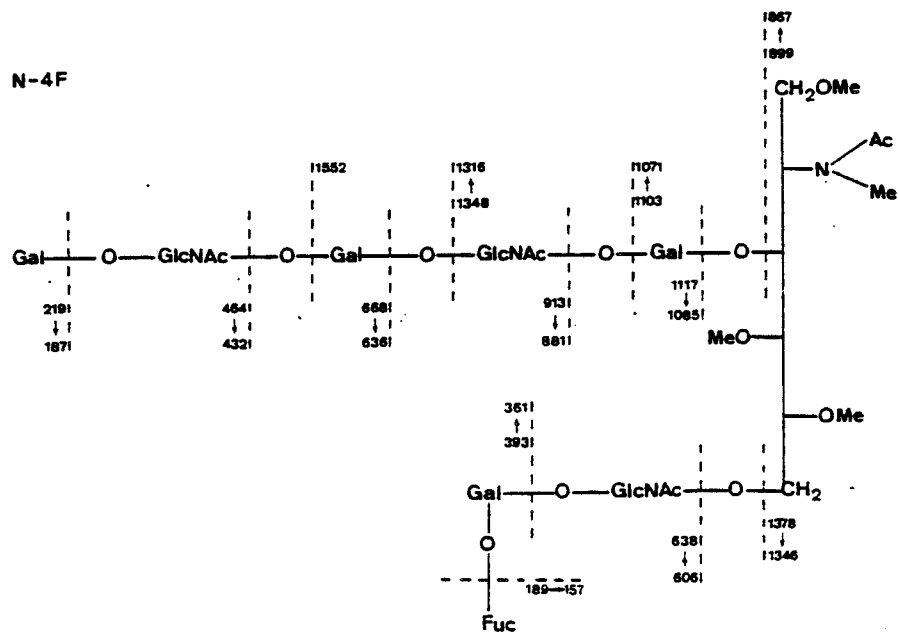 1867
1899
N-4F
CH2OMe
Ac
N
Me
1552
1316
1348
1071
1103
Gal O GlcNAc O Gal O GlcNAc O Gal O
219 464 668 913 1117
187 432 636 881 1085
MeO
OMe
361
393
Gal O GlcNAc O CH2
O
638 1378
606 1346
189 157
Fuc